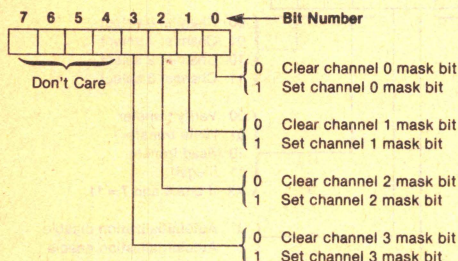 7 6 5 4 3 2 1 0 Bit Number
Don't Care
0 Clear channel 0 mask bit
1 Set channel 0 mask bit
0 Clear channel 1 mask bit
1 Set channel 1 mask bit
0 Clear channel 2 mask bit
1 Set channel 2 mask bit
0 Clear channel 3 mask bit
1 Set channel 3 mask bit